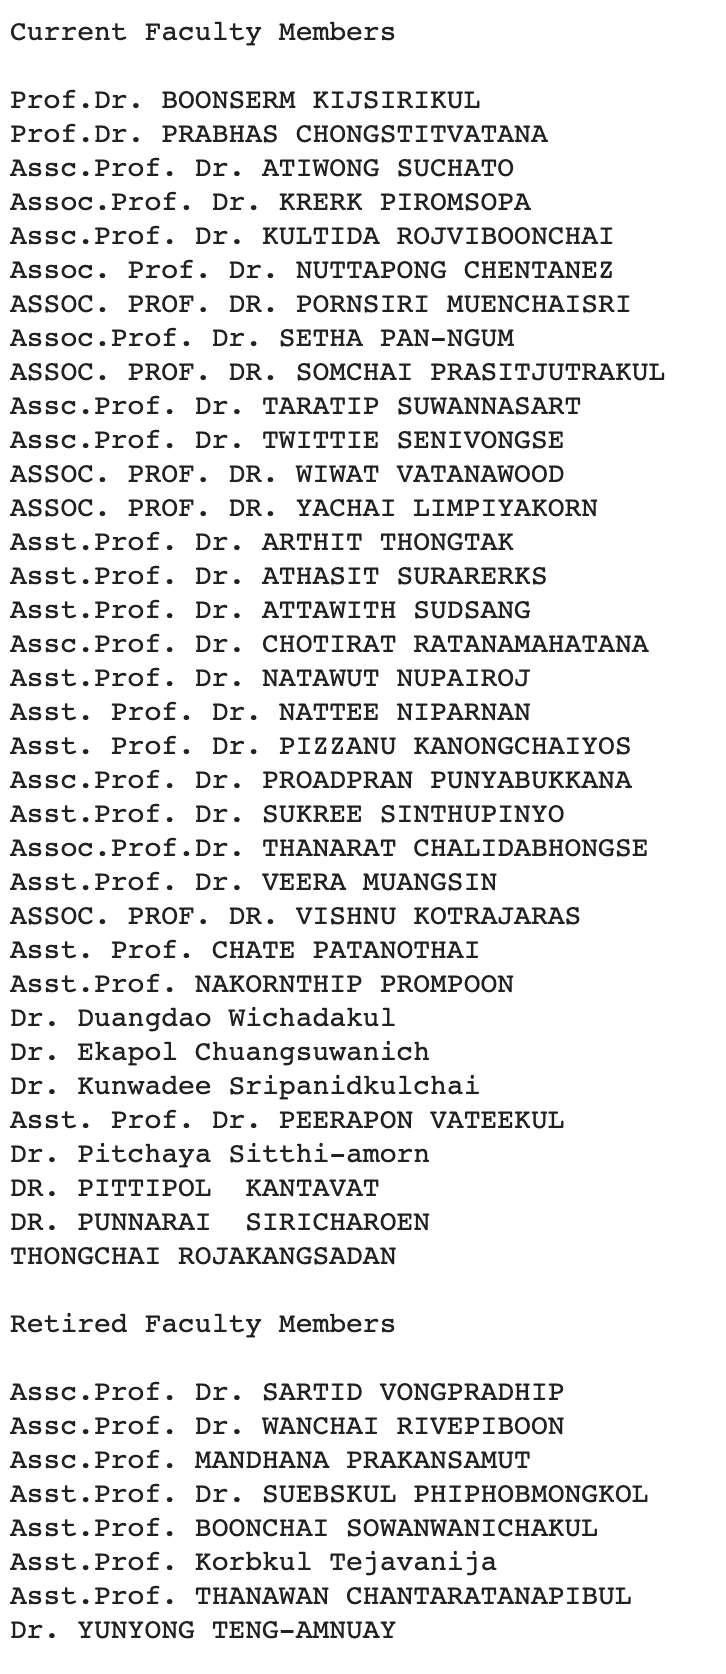 Current Faculty Members
Prof.Dr. BOONSERM KIJSIRIKUL
Prof.Dr. PRABHAS CHONGSTITVATANA
Assc.Prof. Dr. ATIWONG SUCHATO
Assoc.Prof. Dr. KRERK PIROMSOPA
Assc.Prof. Dr. KULTIDA ROJVIBOONCHAI
Assoc. Prof. Dr. NUTTAPONG CHENTANEZ
ASSOC. PROF. DR. PORNSIRI MUENCHAISRI
Assoc.Prof. Dr. SETHA PAN-NGUM
ASSOC. PROF. DR. SOMCHAI PRASITJUTRAKUL
Assc.Prof. Dr. TARATIP SUWANNASART
Assc.Prof. Dr. TWITTIE SENIVONGSE
ASSOC. PROF. DR. WIWAT VATANAWOOD
ASSOC. PROF. DR. YACHAI LIMPIYAKORN
Asst.Prof. Dr. ARTHIT THONGTAK
Asst.Prof. Dr. ATHASIT SURARERKS
Asst.Prof. Dr. ATTAWITH SUDSANG
Assc.Prof. Dr. CHOTIRAT RATANAMAHATANA
Asst.Prof. Dr. NATAWUT NUPAIROJ
Asst. Prof. Dr. NATTEE NIPARNAN
Asst. Prof. Dr. PIZZANU KANONGCHAIYOS
Assc.Prof. Dr. PROADPRAN PUNYABUKKANA
Asst.Prof. Dr. SUKREE SINTHUPINYO
Assoc.Prof.Dr. THANARAT CHALIDABHONGSE
Asst.Prof. Dr. VEERA MUANGSIN
ASSOC. PROF. DR. VISHNU KOTRAJARAS
Asst. Prof. CHATE PATANOTHAI
Asst.Prof. NAKORNTHIP PROMPOON
Dr. Duangdao Wichadakul
Dr. Ekapol Chuangsuwanich
Dr. Kunwadee Sripanidkulchai
Asst. Prof. Dr. PEERAPON VATEEKUL
Dr. Pitchaya Sitthi-amorn
DR. PITTIPOL  KANTAVAT
DR. PUNNARAI  SIRICHAROEN
THONGCHAI ROJAKANGSADAN
Retired Faculty Members
Assc.Prof. Dr. SARTID VONGPRADHIP
Assc.Prof. Dr. WANCHAI RIVEPIBOON
Assc.Prof. MANDHANA PRAKANSAMUT
Asst.Prof. Dr. SUEBSKUL PHIPHOBMONGKOL
Asst.Prof. BOONCHAI SOWANWANICHAKUL
Asst.Prof. Korbkul Tejavanija
Asst.Prof. THANAWAN CHANTARATANAPIBUL
Dr. YUNYONG TENG-AMNUAY